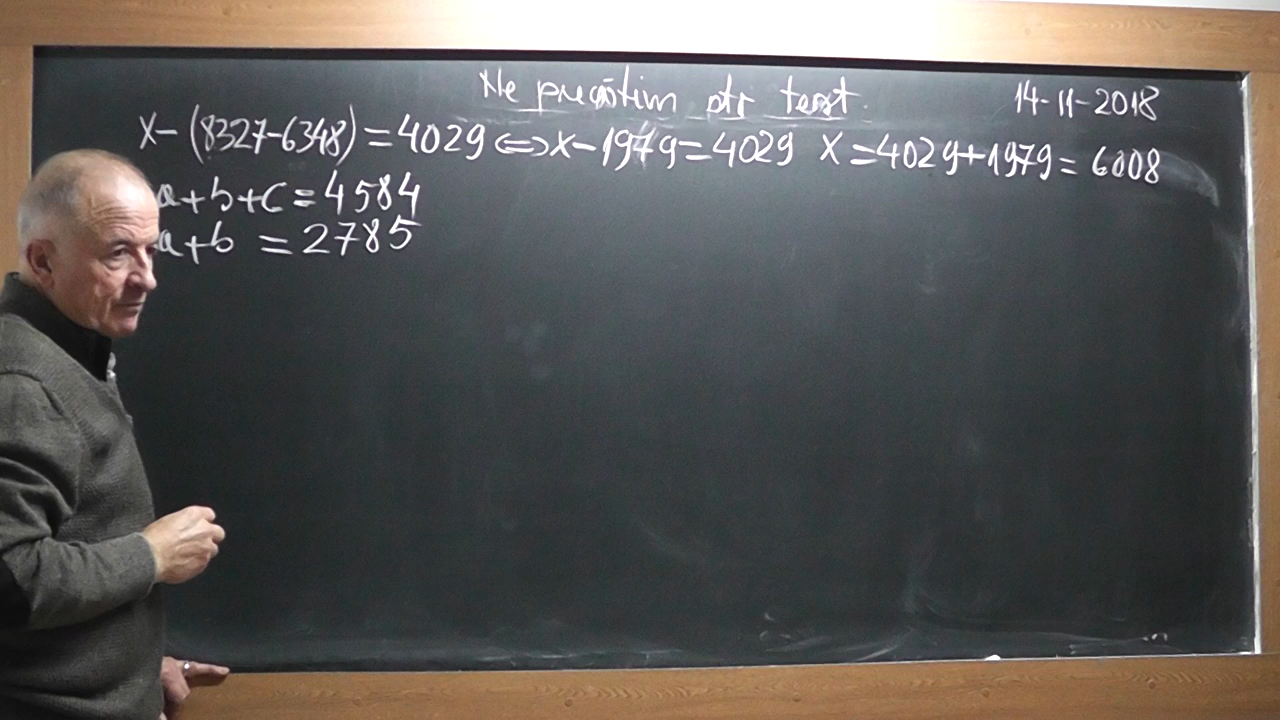 Ne pregătim ptr test 14-11-2018
x-(8327-6348)=4029⇔x-1979=4029 x=4029+1979=6008
a+b+c=4584
a+b =2785